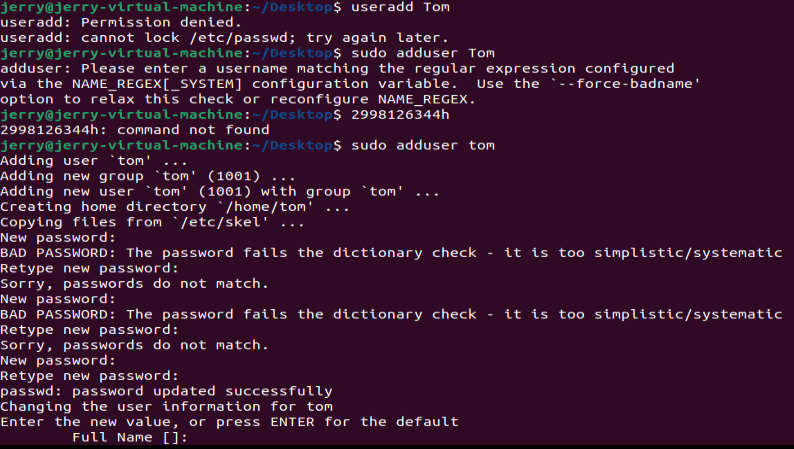 jerry@jerry-virtual-machine:~/Desktop$ useradd Tom
useradd: Permission denied.
useradd: cannot lock /etc/passwd; try again later.
jerry@jerry-virtual-machine:~/Desktop$ sudo adduser Tom
adduser: Please enter a username matching the regular expression configured
via the NAME_REGEX[_SYSTEM] configuration variable.  Use the `--force-badname'
option to relax this check or reconfigure NAME_REGEX.
jerry@jerry-virtual-machine:~/Desktop$ 2998126344h
2998126344h: command not found
jerry@jerry-virtual-machine:~/Desktop$ sudo adduser tom
Adding user `tom' ...
Adding new group `tom' (1001) ...
Adding new user `tom' (1001) with group `tom' ...
Creating home directory `/home/tom' ...
Copying files from `/etc/skel' ...
New password:
BAD PASSWORD: The password fails the dictionary check - it is too simplistic/systematic
Retype new password:
Sorry, passwords do not match.
New password:
BAD PASSWORD: The password fails the dictionary check - it is too simplistic/systematic
Retype new password:
Sorry, passwords do not match.
New password:
Retype new password:
passwd: password updated successfully
Changing the user information for tom
Enter the new value, or press ENTER for the default
        Full Name []: